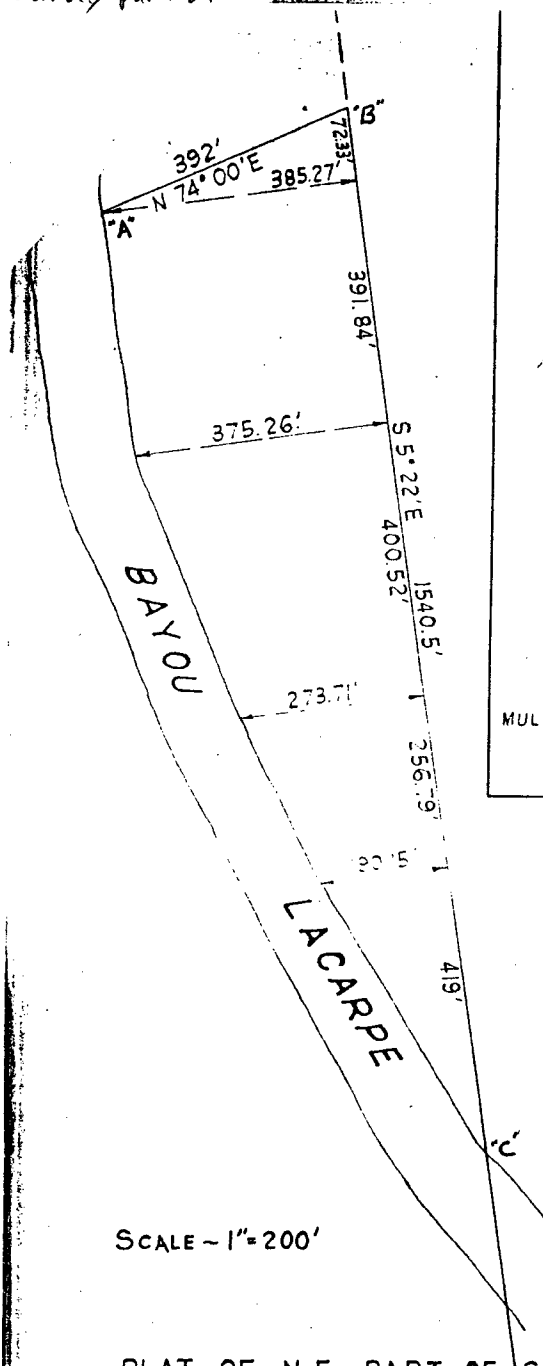 "B"
72.33'
392'
N 74° 00' E
385.27'
"A"
391.84'
375.26'
S 5° 22' E
1540.5'
400.52'
BAYOU
273.71'
MUL
256.79'
LACARPE
419'
"C"
SCALE ~ 1" = 200'
PLAT OF N.E. PART OF